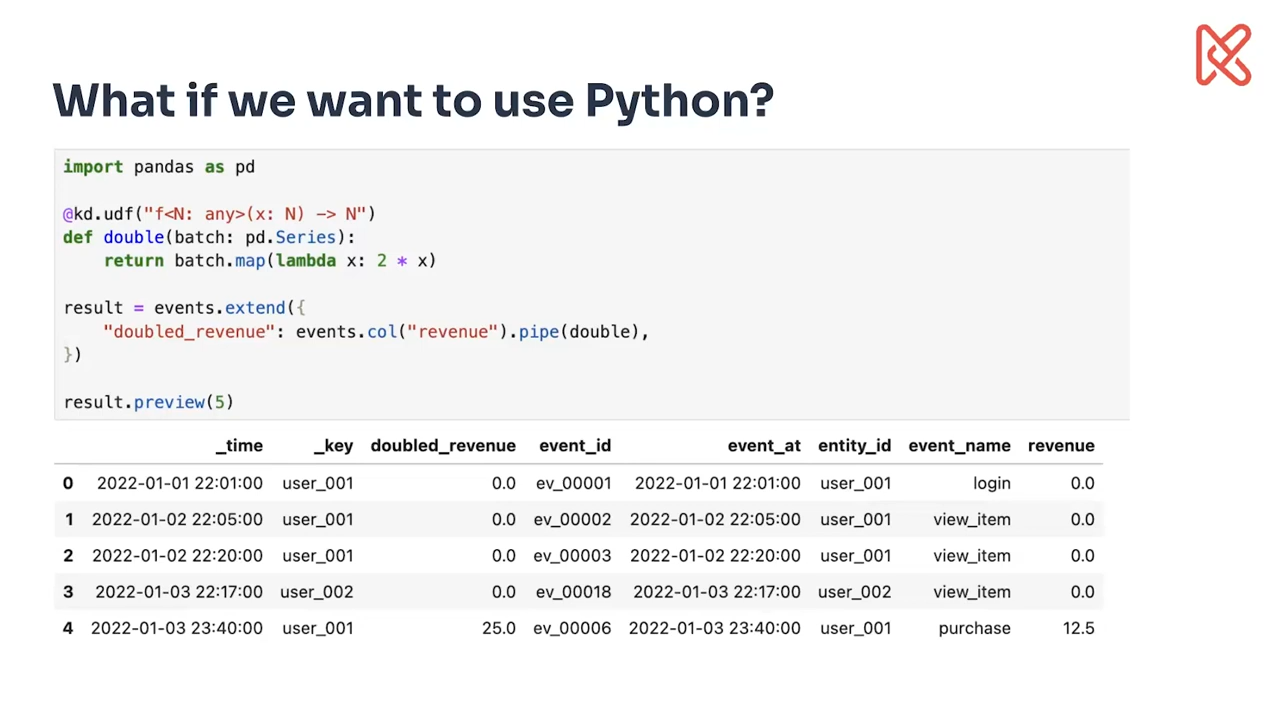 What if we want to use Python?
import pandas as pd
@kd.udf("f<N: any>(x: N) -> N")
def double(batch: pd.Series):
    return batch.map(lambda x: 2 * x)
result = events.extend({
    "doubled_revenue": events.col("revenue").pipe(double),
})
result.preview(5)
_time _key doubled_revenue event_id event_at entity_id event_name revenue
0 2022-01-01 22:01:00 user_001 0.0 ev_00001 2022-01-01 22:01:00 user_001 login 0.0
1 2022-01-02 22:05:00 user_001 0.0 ev_00002 2022-01-02 22:05:00 user_001 view_item 0.0
2 2022-01-02 22:20:00 user_001 0.0 ev_00003 2022-01-02 22:20:00 user_001 view_item 0.0
3 2022-01-03 22:17:00 user_002 0.0 ev_00018 2022-01-03 22:17:00 user_002 view_item 0.0
4 2022-01-03 23:40:00 user_001 25.0 ev_00006 2022-01-03 23:40:00 user_001 purchase 12.5